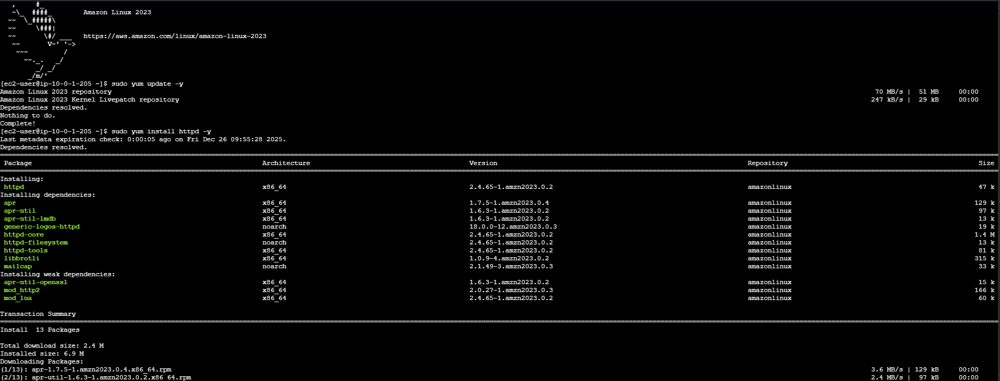 ,     #_
   ~\_  ####_        Amazon Linux 2023
  ~~  \_#####\
  ~~     \###|
  ~~       \#/ ___   https://aws.amazon.com/linux/amazon-linux-2023
   ~~       V~' '->
    ~~~         /
      ~~._.   _/
         _/ _/
       _/m/'
[ec2-user@ip-10-0-1-205 ~]$ sudo yum update -y
Amazon Linux 2023 repository 70 MB/s | 51 MB 00:00
Amazon Linux 2023 Kernel Livepatch repository 247 kB/s | 29 kB 00:00
Dependencies resolved.
Nothing to do.
Complete!
[ec2-user@ip-10-0-1-205 ~]$ sudo yum install httpd -y
Last metadata expiration check: 0:00:05 ago on Fri Dec 26 09:55:28 2025.
Dependencies resolved.
Package Architecture Version Repository Size
Installing:
httpd x86_64 2.4.65-1.amzn2023.0.2 amazonlinux 47 k
Installing dependencies:
apr x86_64 1.7.5-1.amzn2023.0.4 amazonlinux 129 k
apr-util x86_64 1.6.3-1.amzn2023.0.2 amazonlinux 97 k
apr-util-lmdb x86_64 1.6.3-1.amzn2023.0.2 amazonlinux 13 k
generic-logos-httpd noarch 18.0.0-12.amzn2023.0.3 amazonlinux 19 k
httpd-core x86_64 2.4.65-1.amzn2023.0.2 amazonlinux 1.4 M
httpd-filesystem noarch 2.4.65-1.amzn2023.0.2 amazonlinux 13 k
httpd-tools x86_64 2.4.65-1.amzn2023.0.2 amazonlinux 81 k
libbrotli x86_64 1.0.9-4.amzn2023.0.2 amazonlinux 315 k
mailcap noarch 2.1.49-3.amzn2023.0.3 amazonlinux 33 k
Installing weak dependencies:
apr-util-openssl x86_64 1.6.3-1.amzn2023.0.2 amazonlinux 15 k
mod_http2 x86_64 2.0.27-1.amzn2023.0.3 amazonlinux 166 k
mod_lua x86_64 2.4.65-1.amzn2023.0.2 amazonlinux 60 k
Transaction Summary
Install  13 Packages
Total download size: 2.4 M
Installed size: 6.9 M
Downloading Packages:
(1/13): apr-1.7.5-1.amzn2023.0.4.x86_64.rpm 3.6 MB/s | 129 kB 00:00
(2/13): apr-util-1.6.3-1.amzn2023.0.2.x86_64.rpm 2.4 MB/s | 97 kB 00:00